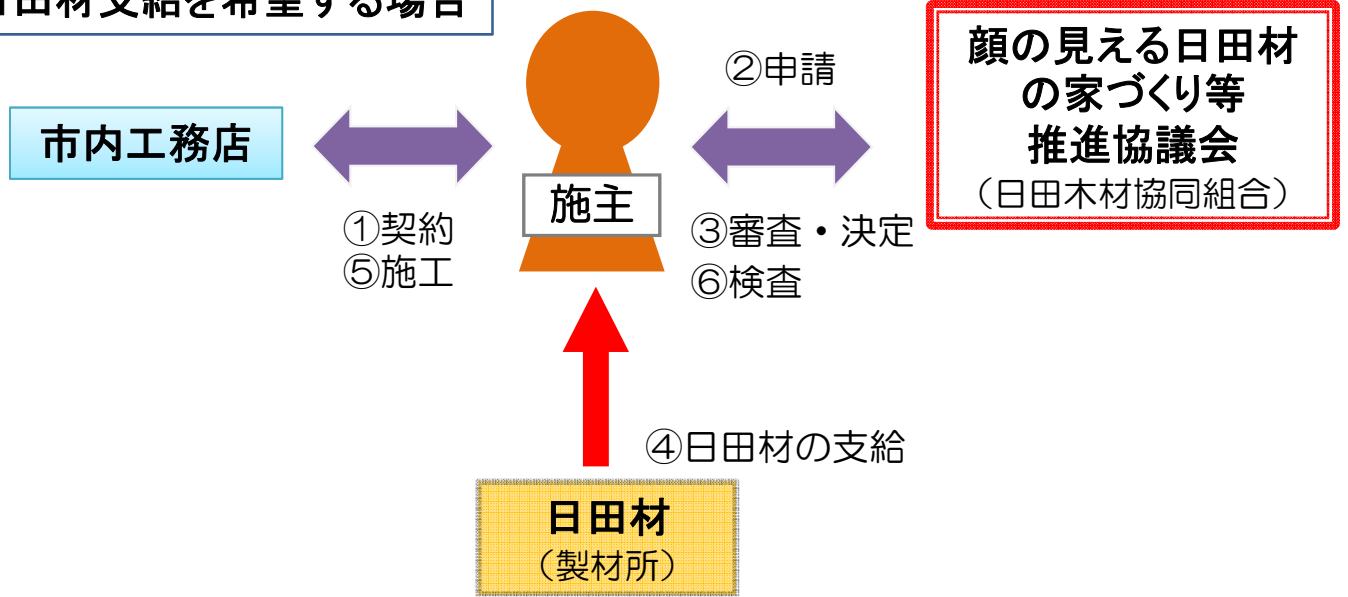 日田材支給を希望する場合
市内工務店
①契約
⑤施工
施主
②申請
③審査・決定
⑥検査
顔の見える日田材
の家づくり等
推進協議会
（日田木材協同組合）
④日田材の支給
日田材
（製材所）